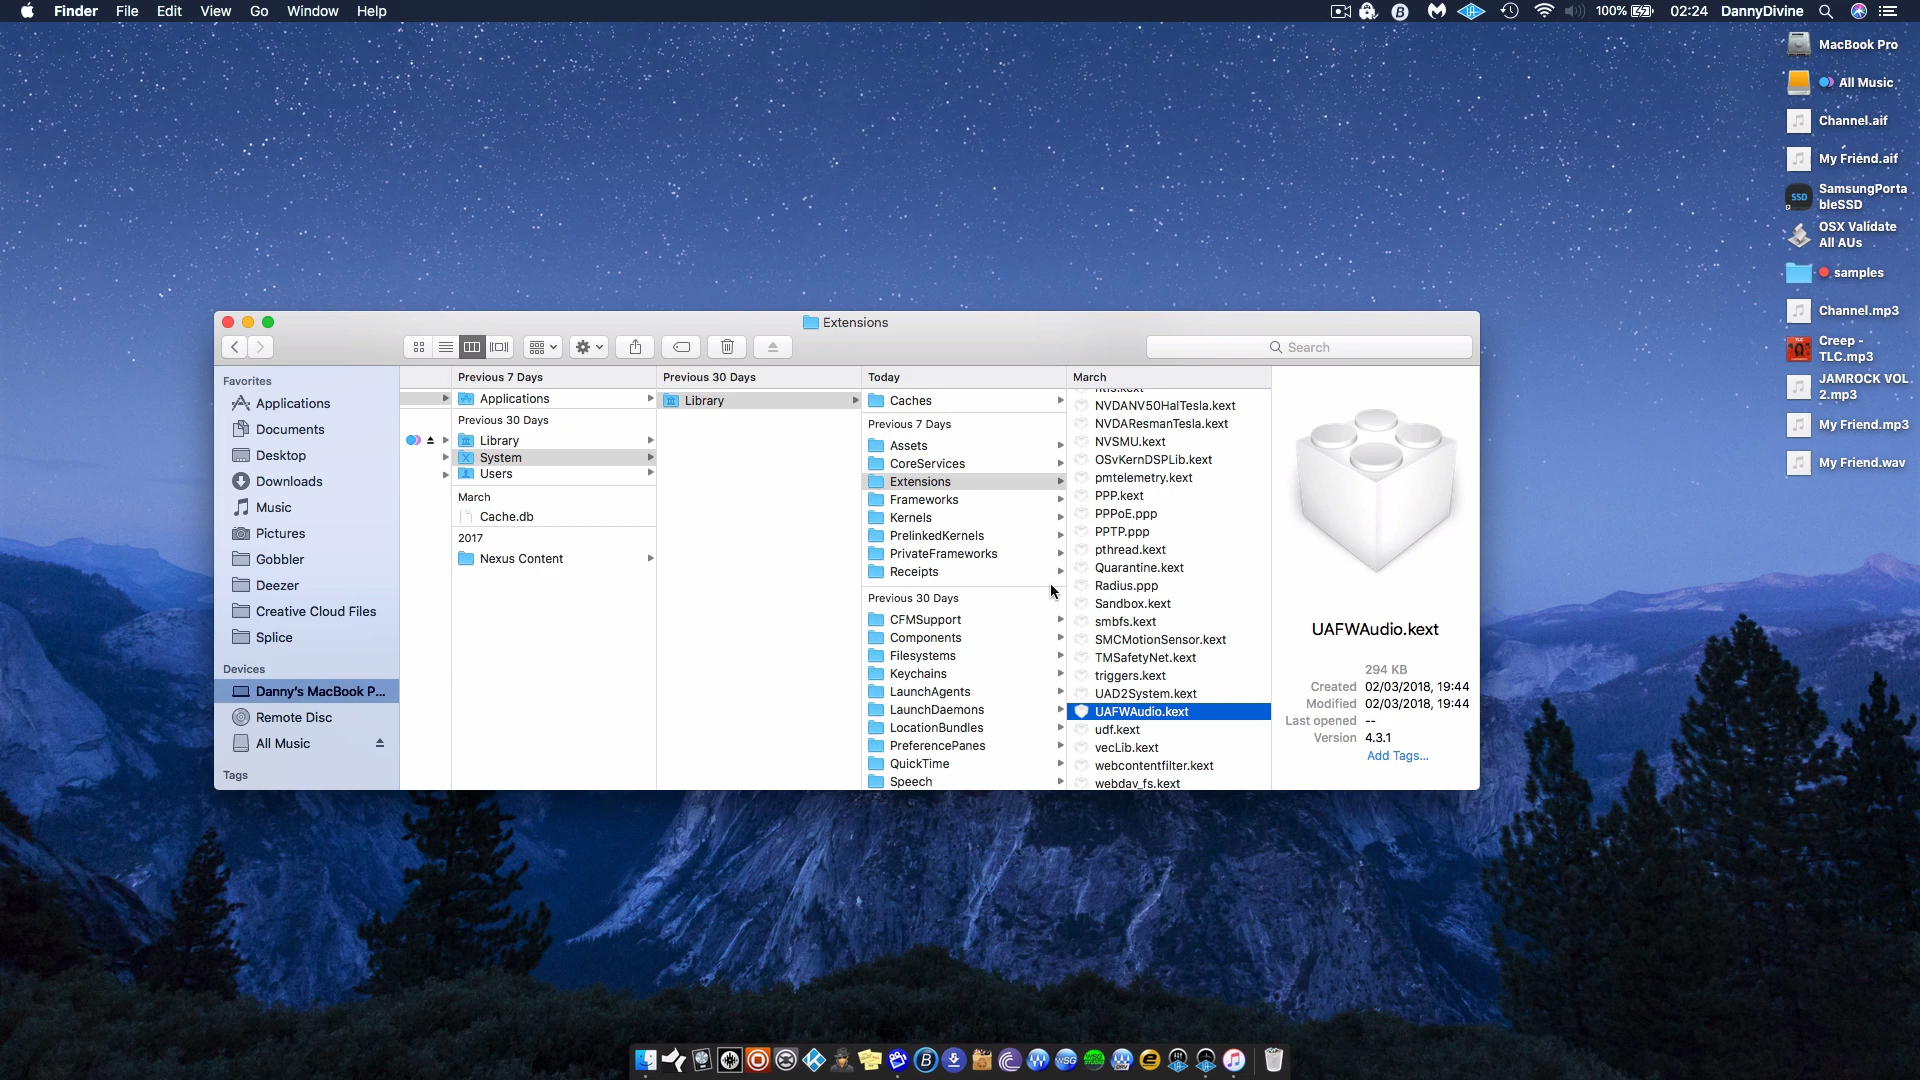 Finder File Edit View Go Window Help
100% 02:24 DannyDivine
MacBook Pro
All Music
Channel.aif
My Friend.aif
SSD
SamsungPorta
bleSSD
OSX Validate
All AUs
samples
Channel.mp3
Creep -
TLC.mp3
JAMROCK VOL
2.mp3
My Friend.mp3
My Friend.wav
Extensions
Search
Favorites
Applications
Documents
Desktop
Downloads
Music
Pictures
Gobbler
Deezer
Creative Cloud Files
Splice
Devices
Danny's MacBook P...
Remote Disc
All Music
Tags
Previous 7 Days
Applications
Previous 30 Days
Library
System
Users
March
Cache.db
2017
Nexus Content
Previous 30 Days
Library
Today
Caches
Previous 7 Days
Assets
CoreServices
Extensions
Frameworks
Kernels
PrelinkedKernels
PrivateFrameworks
Receipts
Previous 30 Days
CFMSupport
Components
Filesystems
Keychains
LaunchAgents
LaunchDaemons
LocationBundles
PreferencePanes
QuickTime
Speech
March
NVDANV50HalTesla.kext
NVDAResmanTesla.kext
NVSMU.kext
OSvKernDSPLib.kext
pmtelemetry.kext
PPP.kext
PPPoE.ppp
PPTP.ppp
pthread.kext
Quarantine.kext
Radius.ppp
Sandbox.kext
smbfs.kext
SMCMotionSensor.kext
TMSafetyNet.kext
triggers.kext
UAD2System.kext
UAFWAudio.kext
udf.kext
vecLib.kext
webcontentfilter.kext
webdav_fs.kext
UAFWAudio.kext
294 KB
Created 02/03/2018, 19:44
Modified 02/03/2018, 19:44
Last opened --
Version 4.3.1
Add Tags...